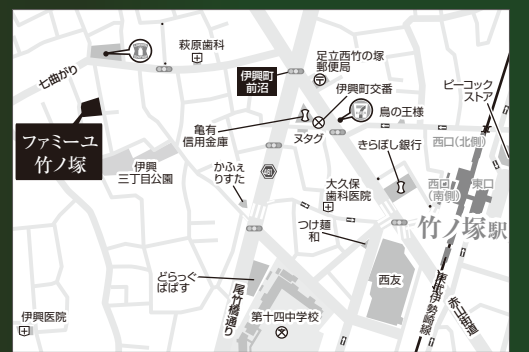 萩原歯科
七曲がり
足立西竹の塚
郵便局
伊興町
前沼
伊興町交番
ピーコック
ストア
鳥の王様
亀有
信用金庫
ヌタグ
きらぼし銀行
西口(北側)
ファミーユ
竹ノ塚
伊興
三丁目公園
かふぇ
りすた
461
大久保
歯科医院
西口
(南側)
東口
竹ノ塚駅
つけ麺
和
どらっぐ
ぱぱす
尾竹橋通り
西友
東武伊勢崎線
赤山街道
伊興医院
第十四中学校